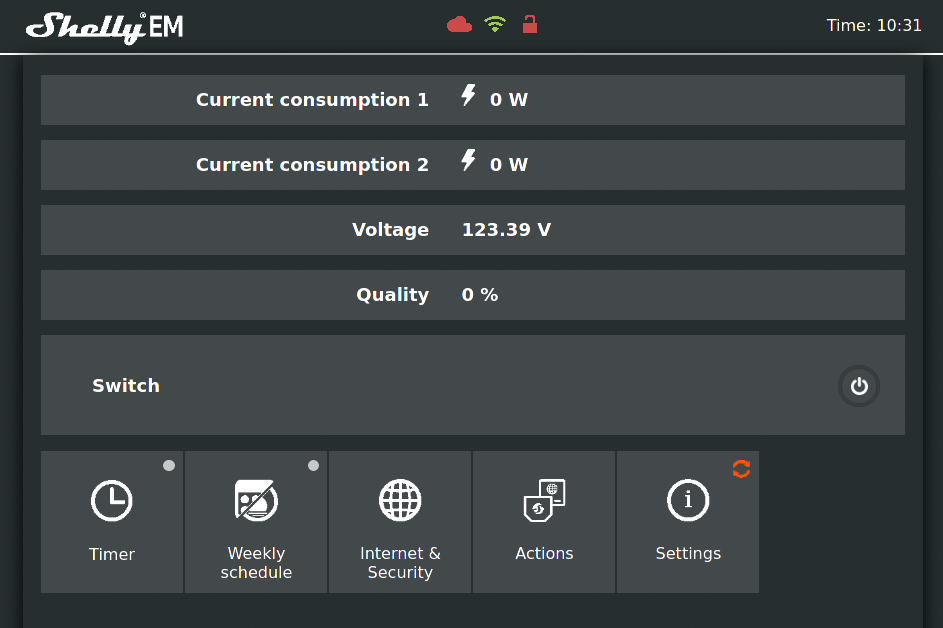 Shelly® EM
Time: 10:31
Current consumption 1 0 W
Current consumption 2 0 W
Voltage 123.39 V
Quality 0 %
Switch
Timer
Weekly
schedule
Internet &
Security
Actions
Settings